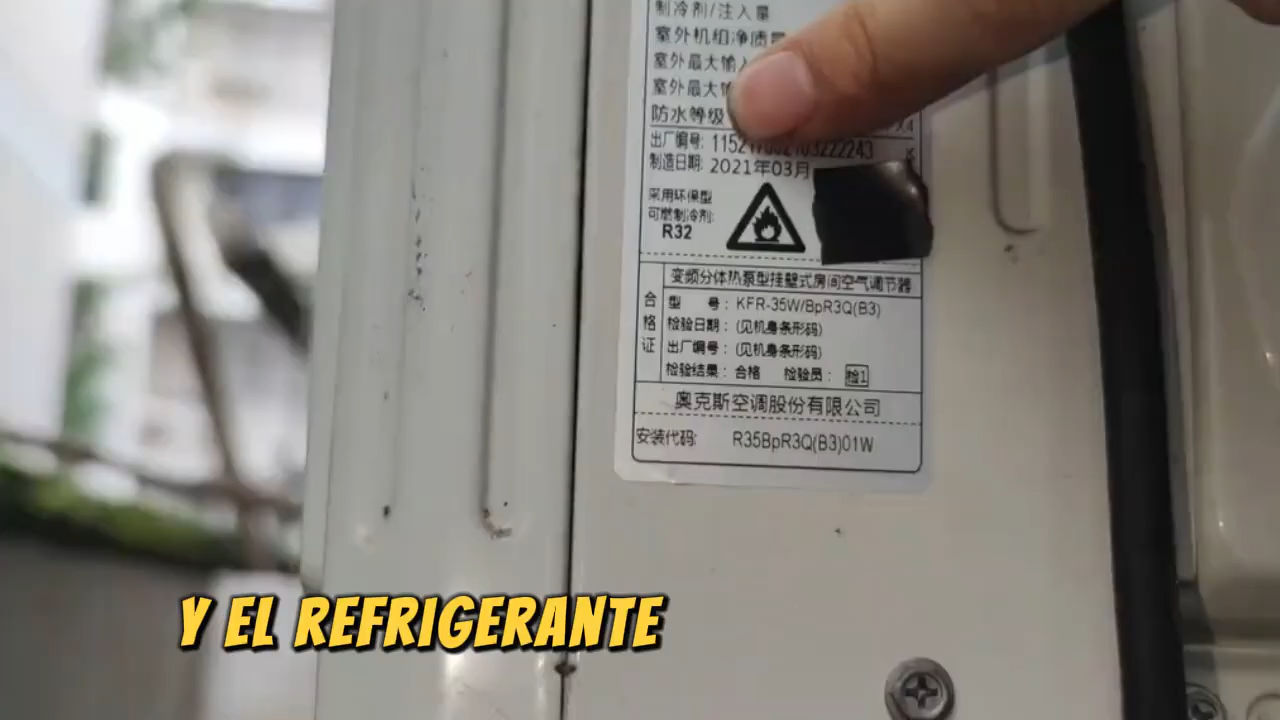 制冷剂/注入量
室外机组净质量
室外最大输入
室外最大输
防水等级
出厂编号:
制造日期: 2021年03月
采用环保型
可燃制冷剂:
R32
变频分体热泵型挂壁式房间空气调节器
合格证
型 号: KFR-35W/BpR3Q(B3)
检验日期: (见机身条形码)
出厂编号: (见机身条形码)
检验结果: 合格 检验员: 检1
奥克斯空调股份有限公司
安装代码: R35BpR3Q(B3)01W
Y EL REFRIGERANTE